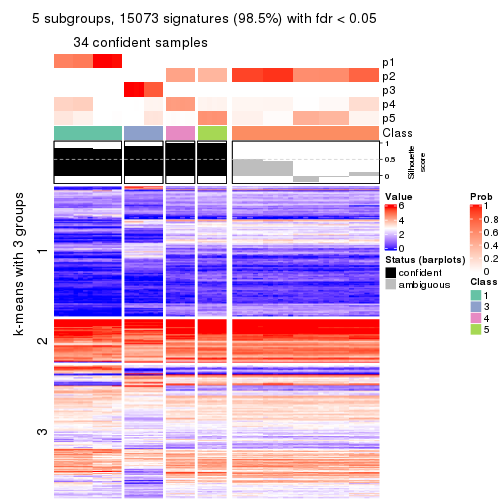 5 subgroups, 15073 signatures (98.5%) with fdr < 0.05
34 confident samples
p1
p2
p3
p4
p5
Class
1
0.5
0
Silhouette
score
k-means with 3 groups
1
2
3
Value
6
4
2
0
Status (barplots)
confident
ambiguous
Prob
1
0.8
0.6
0.4
0.2
0
Class
1
3
4
5